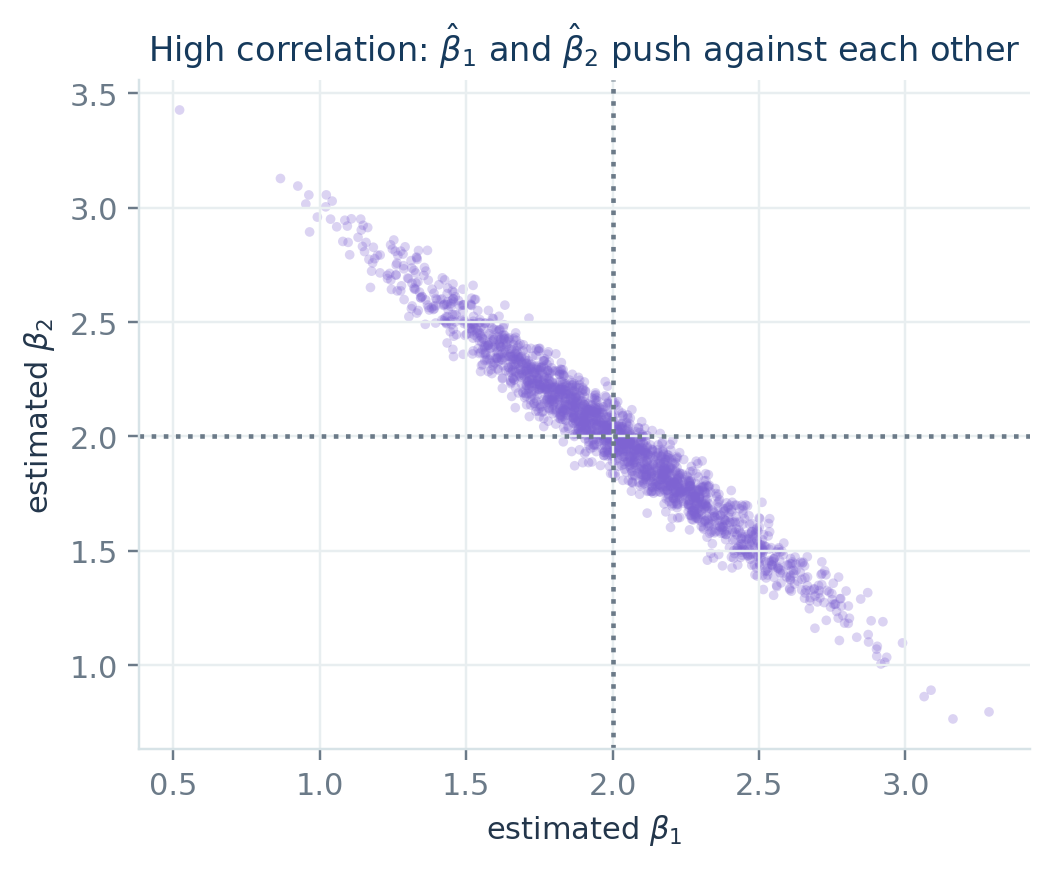 High correlation: β̂₁ and β̂₂ push against each other
3.5
3.0
2.5
2.0
1.5
1.0
estimated β₂
0.5 1.0 1.5 2.0 2.5 3.0
estimated β₁